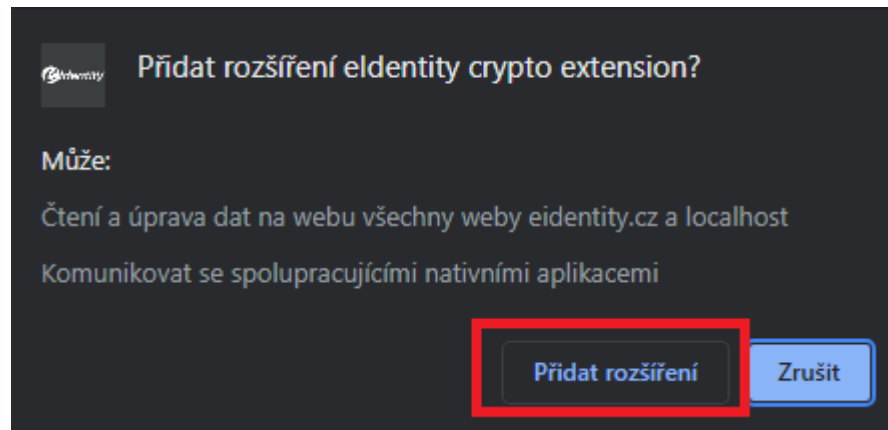 eIdentity
Přidat rozšíření eIdentity crypto extension?
Může:
Čtení a úprava dat na webu všechny weby eidentity.cz a localhost
Komunikovat se spolupracujícími nativními aplikacemi
Přidat rozšíření
Zrušit